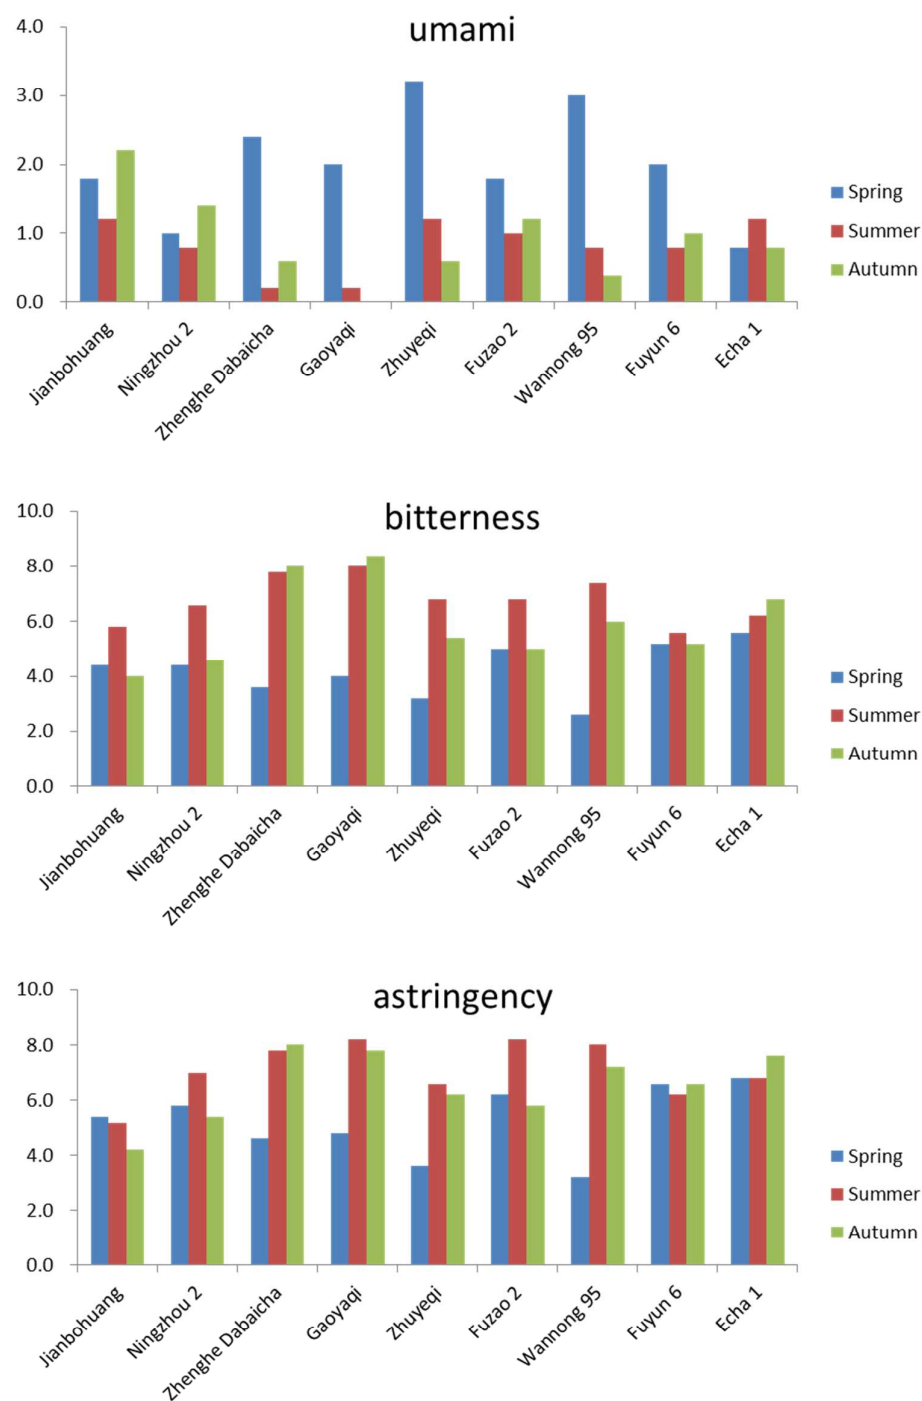 umami
4.0
3.0
2.0
1.0
0.0
Spring
Summer
Autumn
Jianbohuang
Ningzhou 2
Zhenghe Dabaicha
Gaoyaqi
Zhuyeqi
Fuzao 2
Wannong 95
Fuyun 6
Echa 1
bitterness
10.0
8.0
6.0
4.0
2.0
0.0
Spring
Summer
Autumn
Jianbohuang
Ningzhou 2
Zhenghe Dabaicha
Gaoyaqi
Zhuyeqi
Fuzao 2
Wannong 95
Fuyun 6
Echa 1
astringency
10.0
8.0
6.0
4.0
2.0
0.0
Spring
Summer
Autumn
Jianbohuang
Ningzhou 2
Zhenghe Dabaicha
Gaoyaqi
Zhuyeqi
Fuzao 2
Wannong 95
Fuyun 6
Echa 1